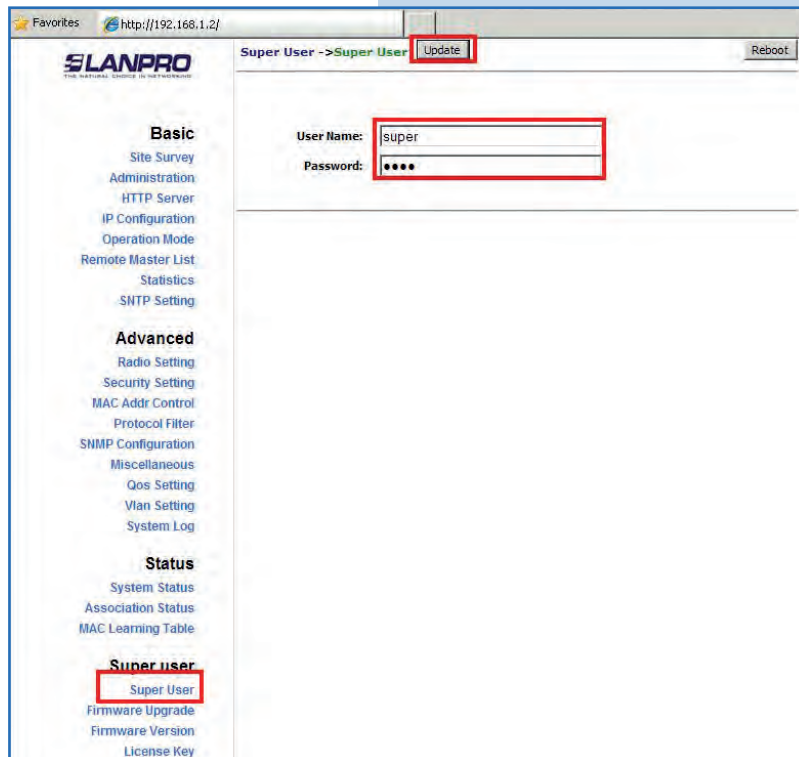 Favorites
http://192.168.1.2/
LANPRO
THE NATURAL CHOICE IN NETWORKING
Super User ->Super User Update Reboot
User Name: super
Password: ●●●●
Basic
Site Survey
Administration
HTTP Server
IP Configuration
Operation Mode
Remote Master List
Statistics
SNTP Setting
Advanced
Radio Setting
Security Setting
MAC Addr Control
Protocol Filter
SNMP Configuration
Miscellaneous
Qos Setting
Vlan Setting
System Log
Status
System Status
Association Status
MAC Learning Table
Super user
Super User
Firmware Upgrade
Firmware Version
License Key